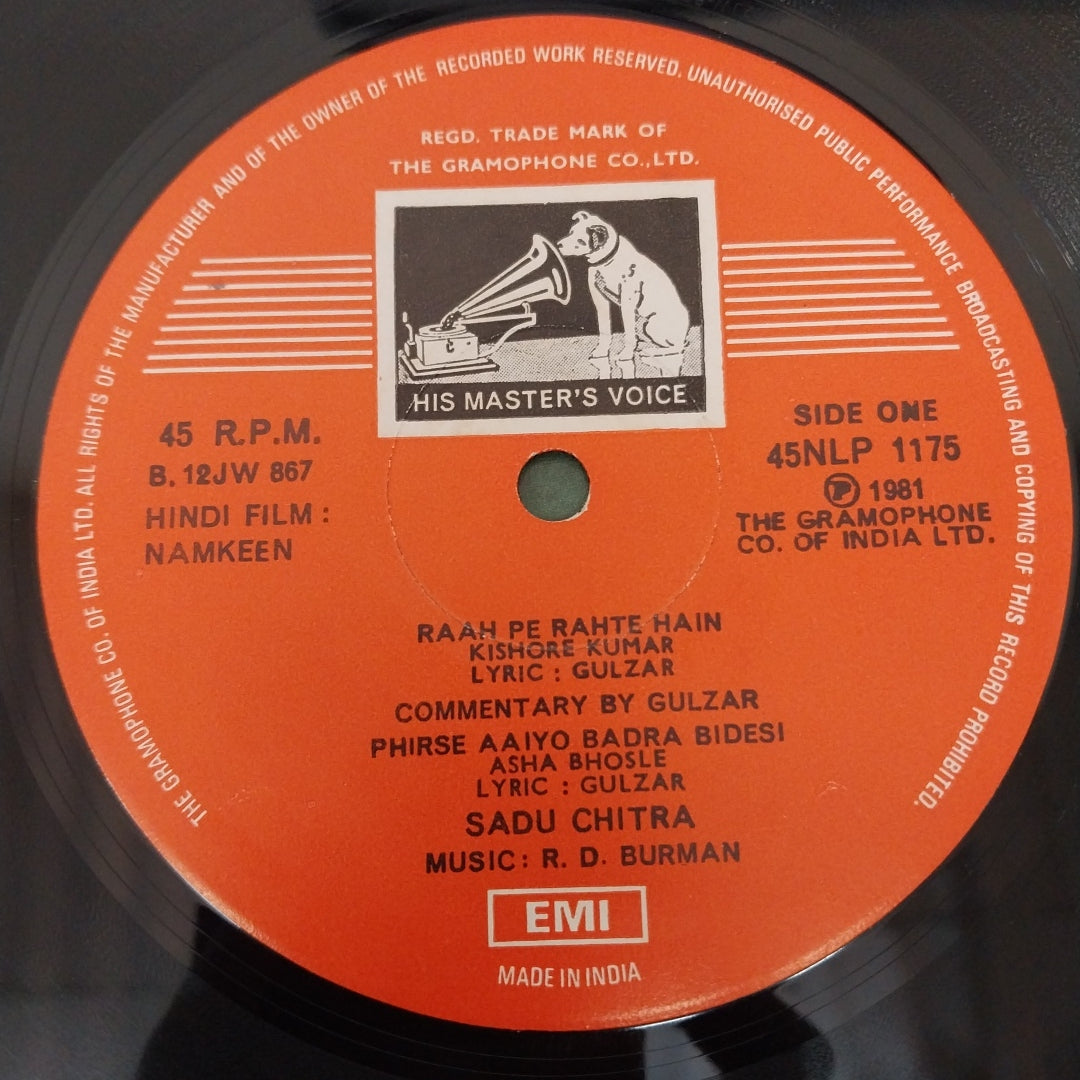 THE GRAMOPHONE CO. OF INDIA LTD. ALL RIGHTS OF THE MANUFACTURER AND OF THE OWNER OF THE RECORDED WORK RESERVED. UNAUTHORISED PUBLIC PERFORMANCE BROADCASTING AND COPYING OF THIS RECORD PROHIBITED.
REGD. TRADE MARK OF
THE GRAMOPHONE CO.,LTD.
HIS MASTER'S VOICE
45 R.P.M.
B. 12JW 867
HINDI FILM :
NAMKEEN
SIDE ONE
45NLP 1175
Ⓟ 1981
THE GRAMOPHONE
CO. OF INDIA LTD.
RAAH PE RAHTE HAIN
KISHORE KUMAR
LYRIC : GULZAR
COMMENTARY BY GULZAR
PHIRSE AAIYO BADRA BIDESI
ASHA BHOSLE
LYRIC : GULZAR
SADU CHITRA
MUSIC: R. D. BURMAN
EMI
MADE IN INDIA